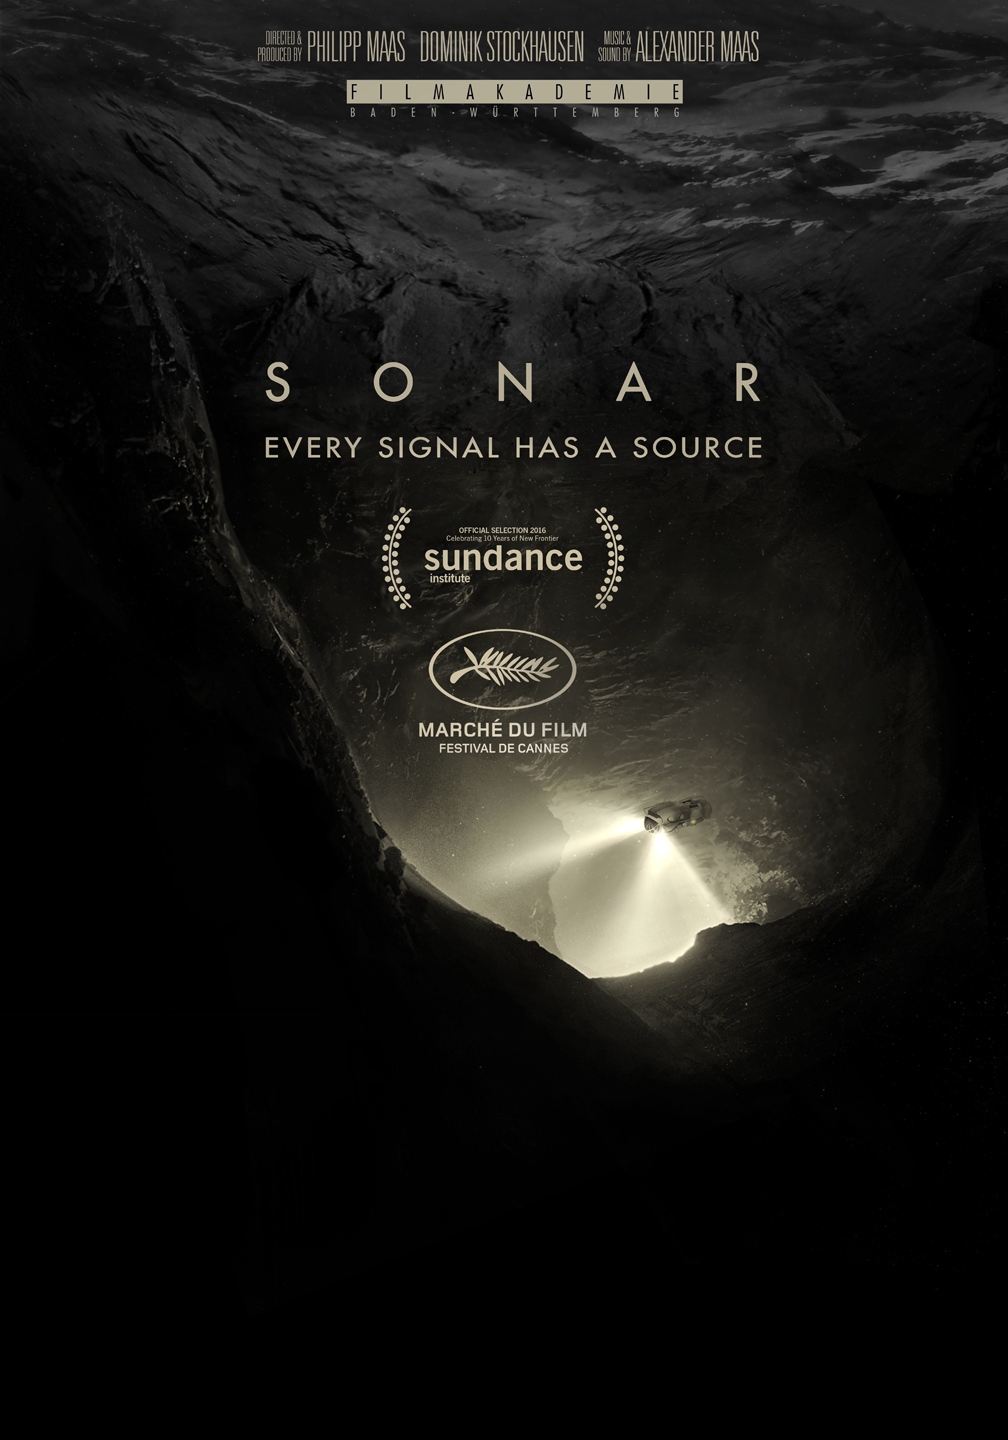 DIRECTED & PRODUCED BY PHILIPP MAAS DOMINIK STOCKHAUSEN MUSIC & SOUND BY ALEXANDER MAAS
FILMAKADEMIE
BADEN-WÜRTTEMBERG
SONAR
EVERY SIGNAL HAS A SOURCE
OFFICIAL SELECTION 2016
Celebrating 10 Years of New Frontier
sundance
institute
MARCHÉ DU FILM
FESTIVAL DE CANNES